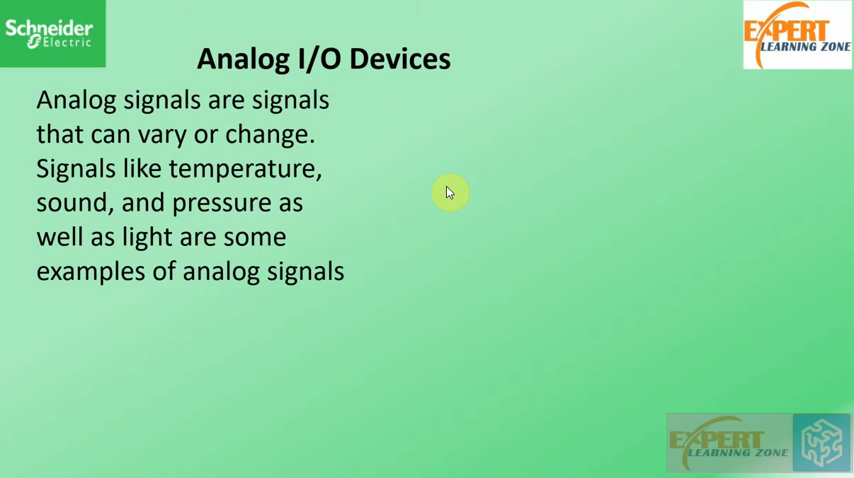 Schneider
Electric
EXPERT
LEARNING ZONE
Analog I/O Devices
Analog signals are signals
that can vary or change.
Signals like temperature,
sound, and pressure as
well as light are some
examples of analog signals
EXPERT
LEARNING ZONE